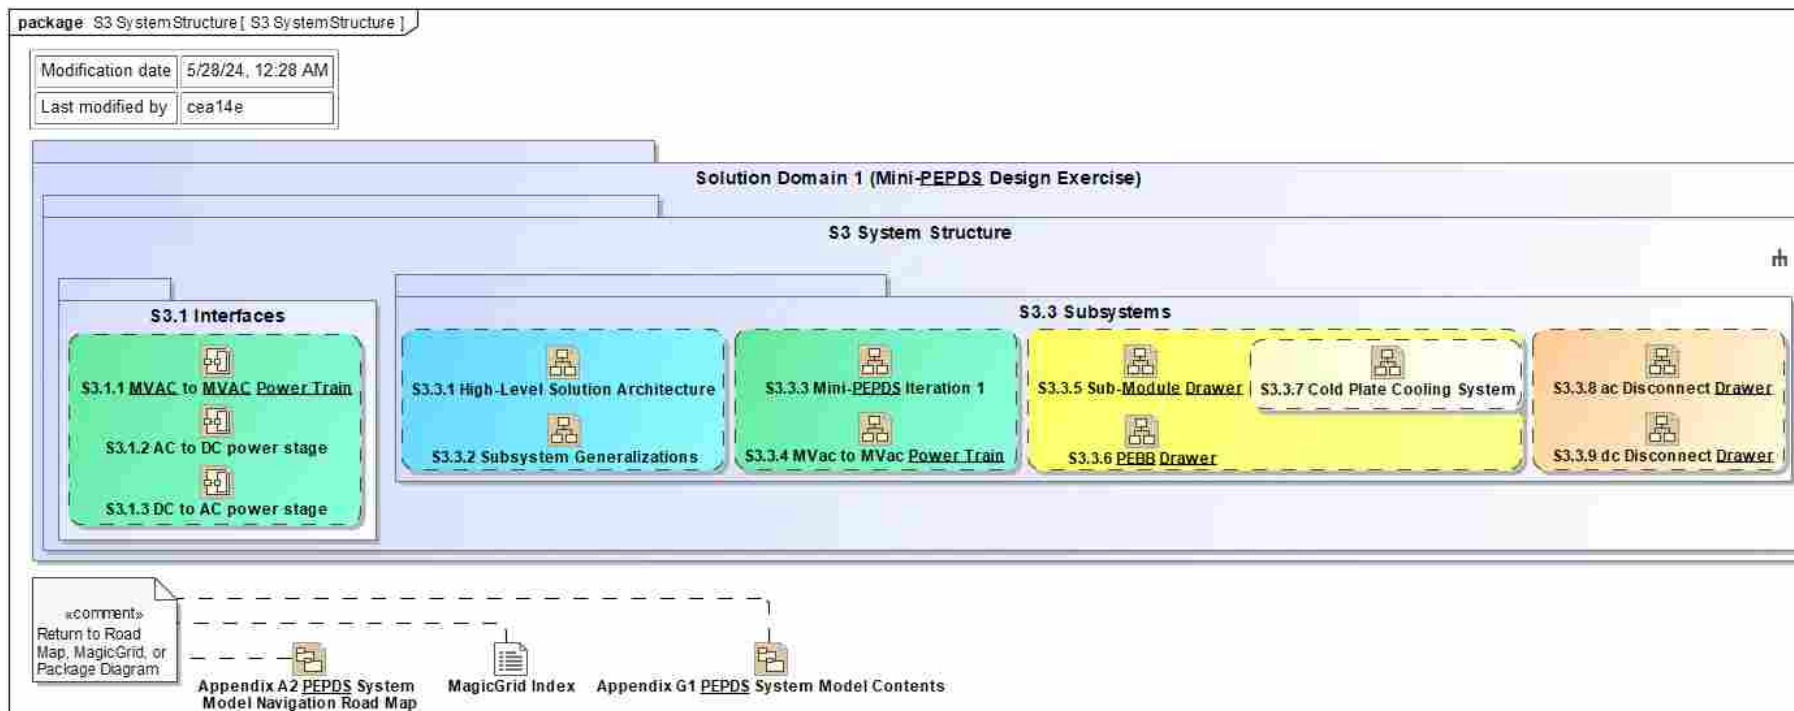 package S3 System Structure [ S3 System Structure ]
Modification date 5/28/24, 12:28 AM
Last modified by cea14e
Solution Domain 1 (Mini-PEPDS Design Exercise)
S3 System Structure
S3.1 Interfaces
S3.1.1 MVAC to MVAC Power Train
S3.1.2 AC to DC power stage
S3.1.3 DC to AC power stage
S3.3 Subsystems
S3.3.1 High-Level Solution Architecture
S3.3.2 Subsystem Generalizations
S3.3.3 Mini-PEPDS Iteration 1
S3.3.4 MVac to MVac Power Train
S3.3.5 Sub-Module Drawer
S3.3.6 PEBB Drawer
S3.3.7 Cold Plate Cooling System
S3.3.8 ac Disconnect Drawer
S3.3.9 dc Disconnect Drawer
«comment»
Return to Road
Map, MagicGrid, or
Package Diagram
Appendix A2 PEPDS System
Model Navigation Road Map
MagicGrid Index
Appendix G1 PEPDS System Model Contents